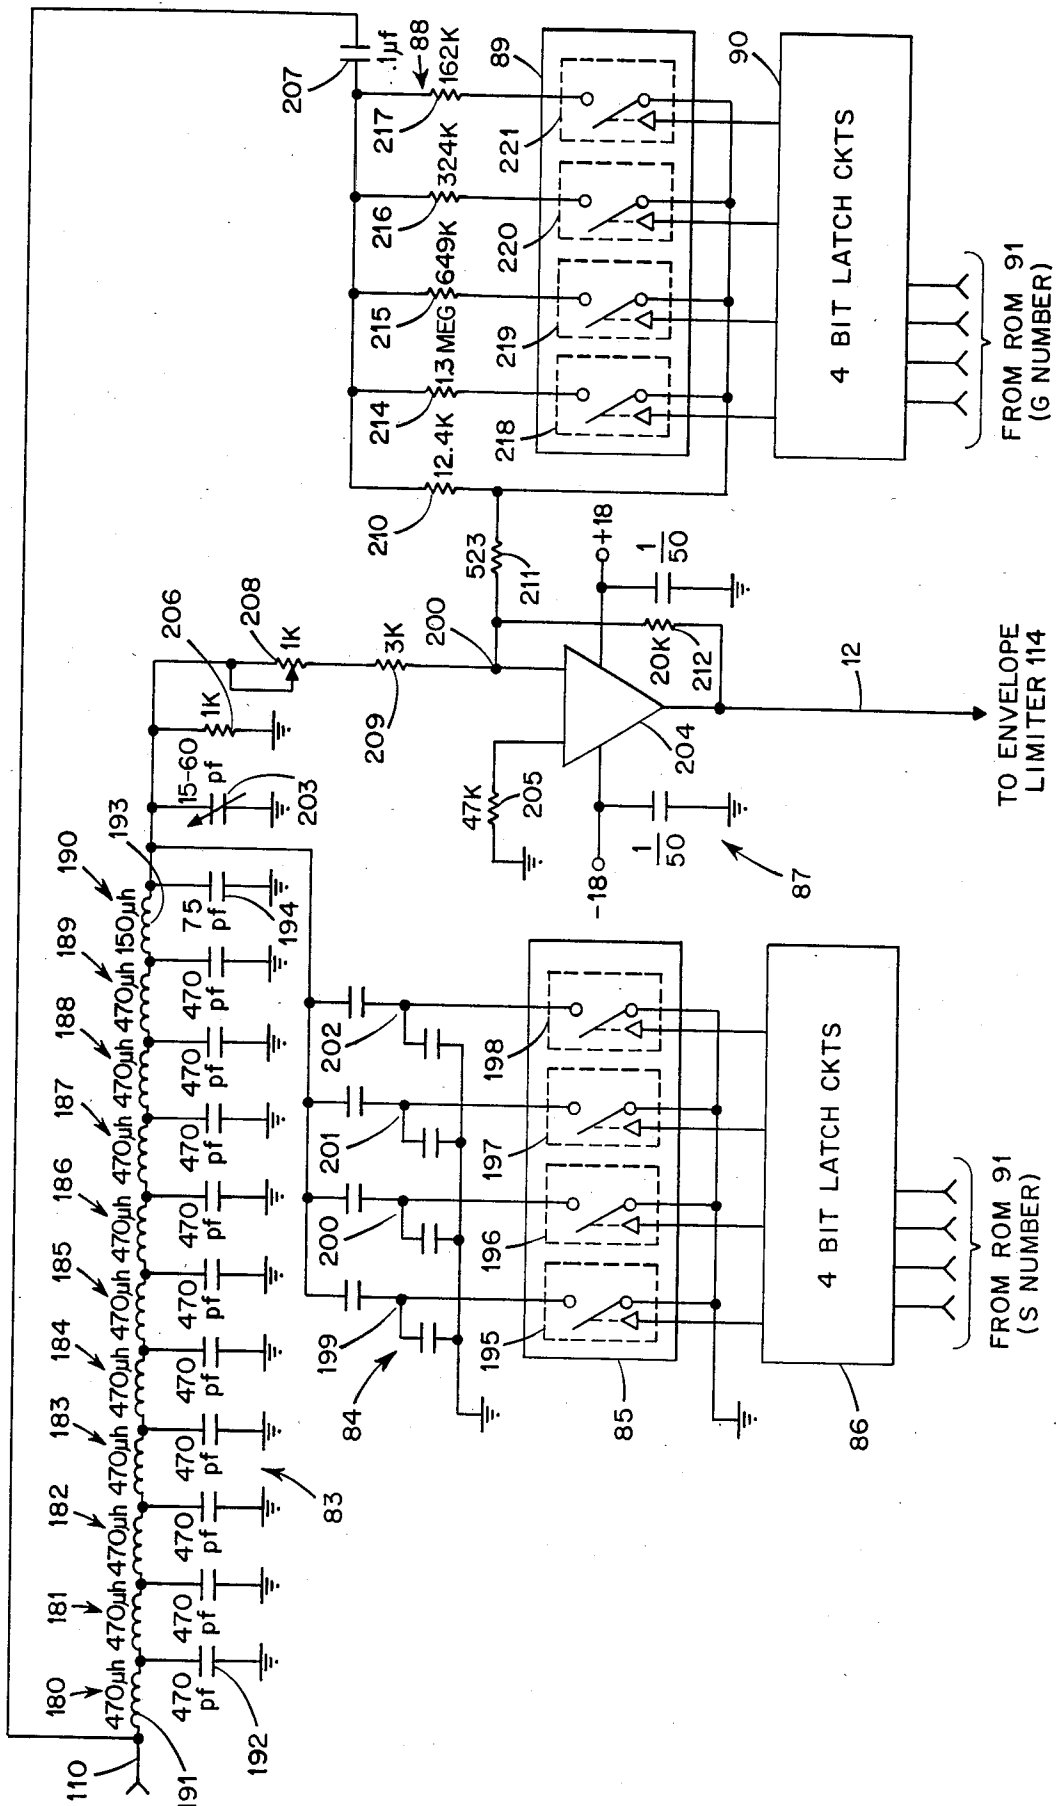 110
180
181
182
183
184
185
186
187
188
189
190
470μh
470μh
470μh
470μh
470μh
470μh
470μh
470μh
470μh
470μh
150μh
191
193
470 pf
470 pf
470 pf
470 pf
470 pf
470 pf
470 pf
470 pf
470 pf
470 pf
75 pf
192
194
83
15-60 pf
203
1K
206
208
1K
3K
209
200
207
.1μf
88
210
12.4K
214
1.3 MEG
215
649K
216
324K
217
162K
523
211
84
199
200
201
202
47K
205
-18
+18
1/50
1/50
20K
212
204
87
12
TO ENVELOPE
LIMITER 114
85
195
196
197
198
86
4 BIT LATCH CKTS
FROM ROM 91
(S NUMBER)
89
218
219
220
221
90
4 BIT LATCH CKTS
FROM ROM 91
(G NUMBER)